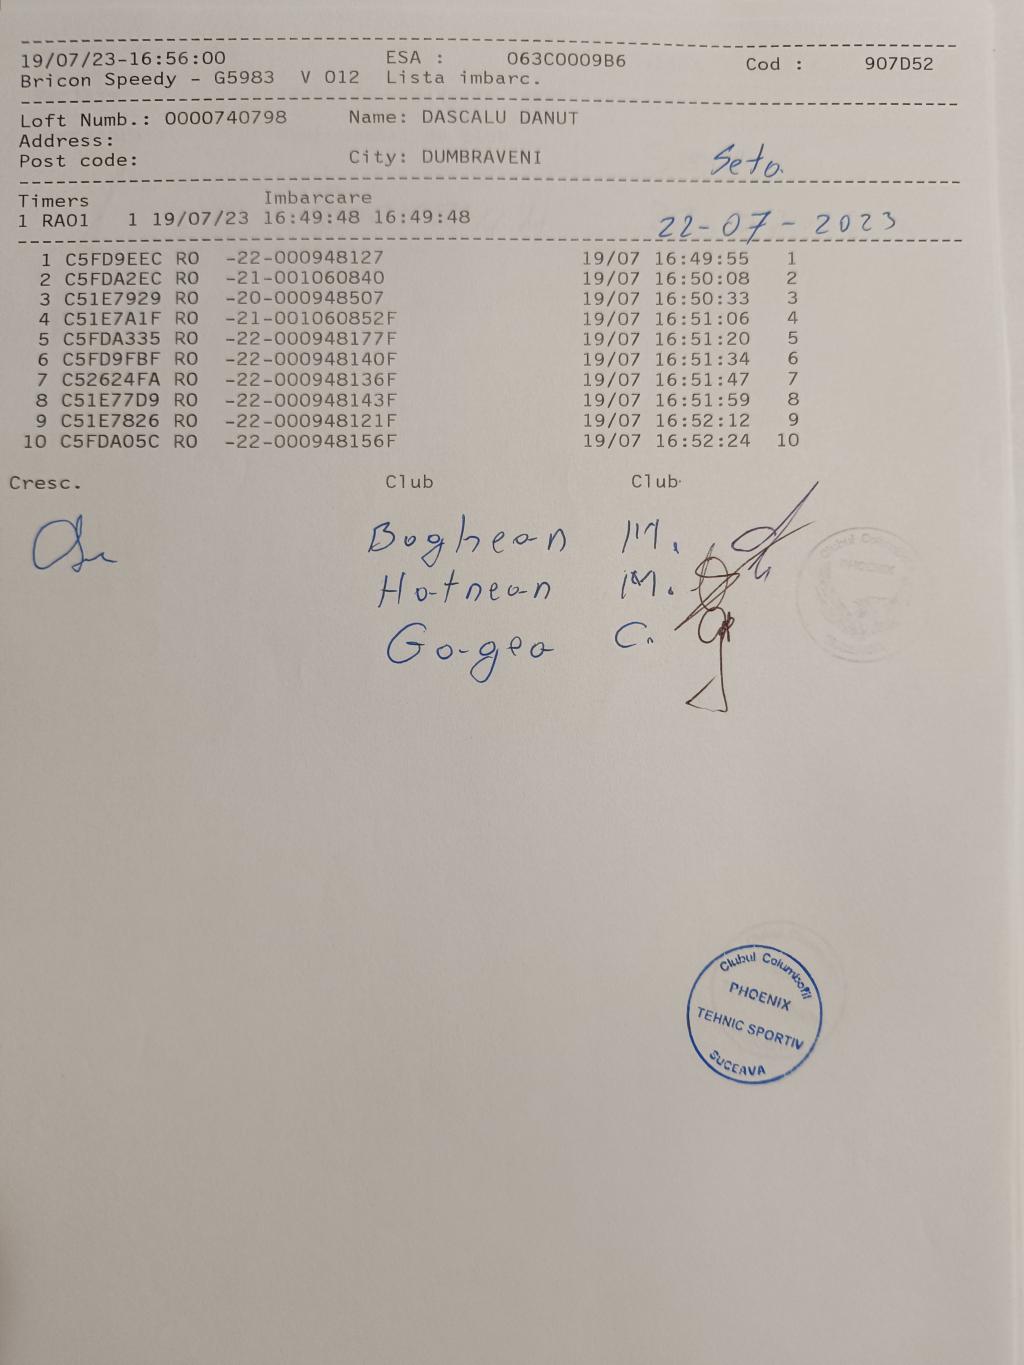 19/07/23-16:56:00 ESA : 063C0009B6 Cod : 907D52
Bricon Speedy - G5983 V 012 Lista imbarc.
Loft Numb.: 0000740798 Name: DASCALU DANUT
Address:
Post code: City: DUMBRAVENI
Seto.
Timers Imbarcare
1 RA01 1 19/07/23 16:49:48 16:49:48
22-07-2023
1 C5FD9EEC RO -22-000948127 19/07 16:49:55 1
2 C5FDA2EC RO -21-001060840 19/07 16:50:08 2
3 C51E7929 RO -20-000948507 19/07 16:50:33 3
4 C51E7A1F RO -21-001060852F 19/07 16:51:06 4
5 C5FDA335 RO -22-000948177F 19/07 16:51:20 5
6 C5FD9FBF RO -22-000948140F 19/07 16:51:34 6
7 C52624FA RO -22-000948136F 19/07 16:51:47 7
8 C51E77D9 RO -22-000948143F 19/07 16:51:59 8
9 C51E7826 RO -22-000948121F 19/07 16:52:12 9
10 C5FDA05C RO -22-000948156F 19/07 16:52:24 10
Cresc. Club Club
Boghean M.
Hotnean M.
Gogea C.
Clubul Columbofil
PHOENIX
Clubul Columbofil
PHOENIX
TEHNIC SPORTIV
SUCEAVA